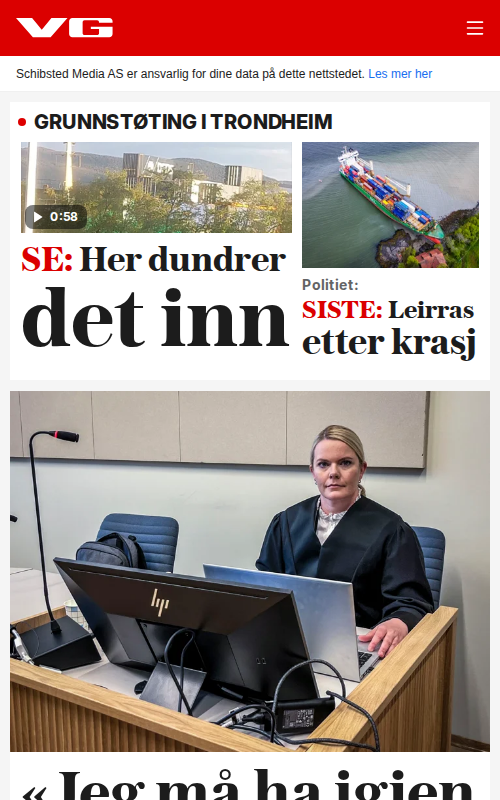 VG
Schibsted Media AS er ansvarlig for dine data på dette nettstedet. Les mer her
GRUNNSTØTING I TRONDHEIM
0:58
SE: Her dundrer
det inn
Politiet:
SISTE: Leirras
etter krasj
hp
« Jeg må ha igjen